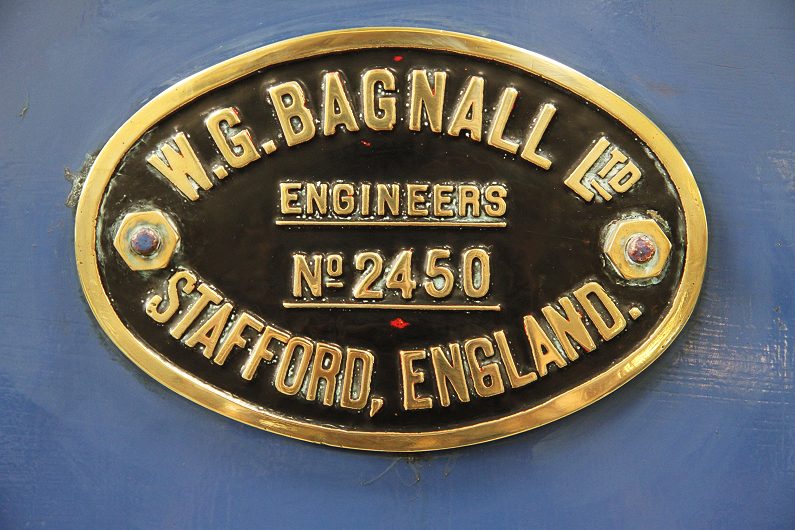 W.G. BAGNALL LTD
ENGINEERS
Nº 2450
STAFFORD, ENGLAND.